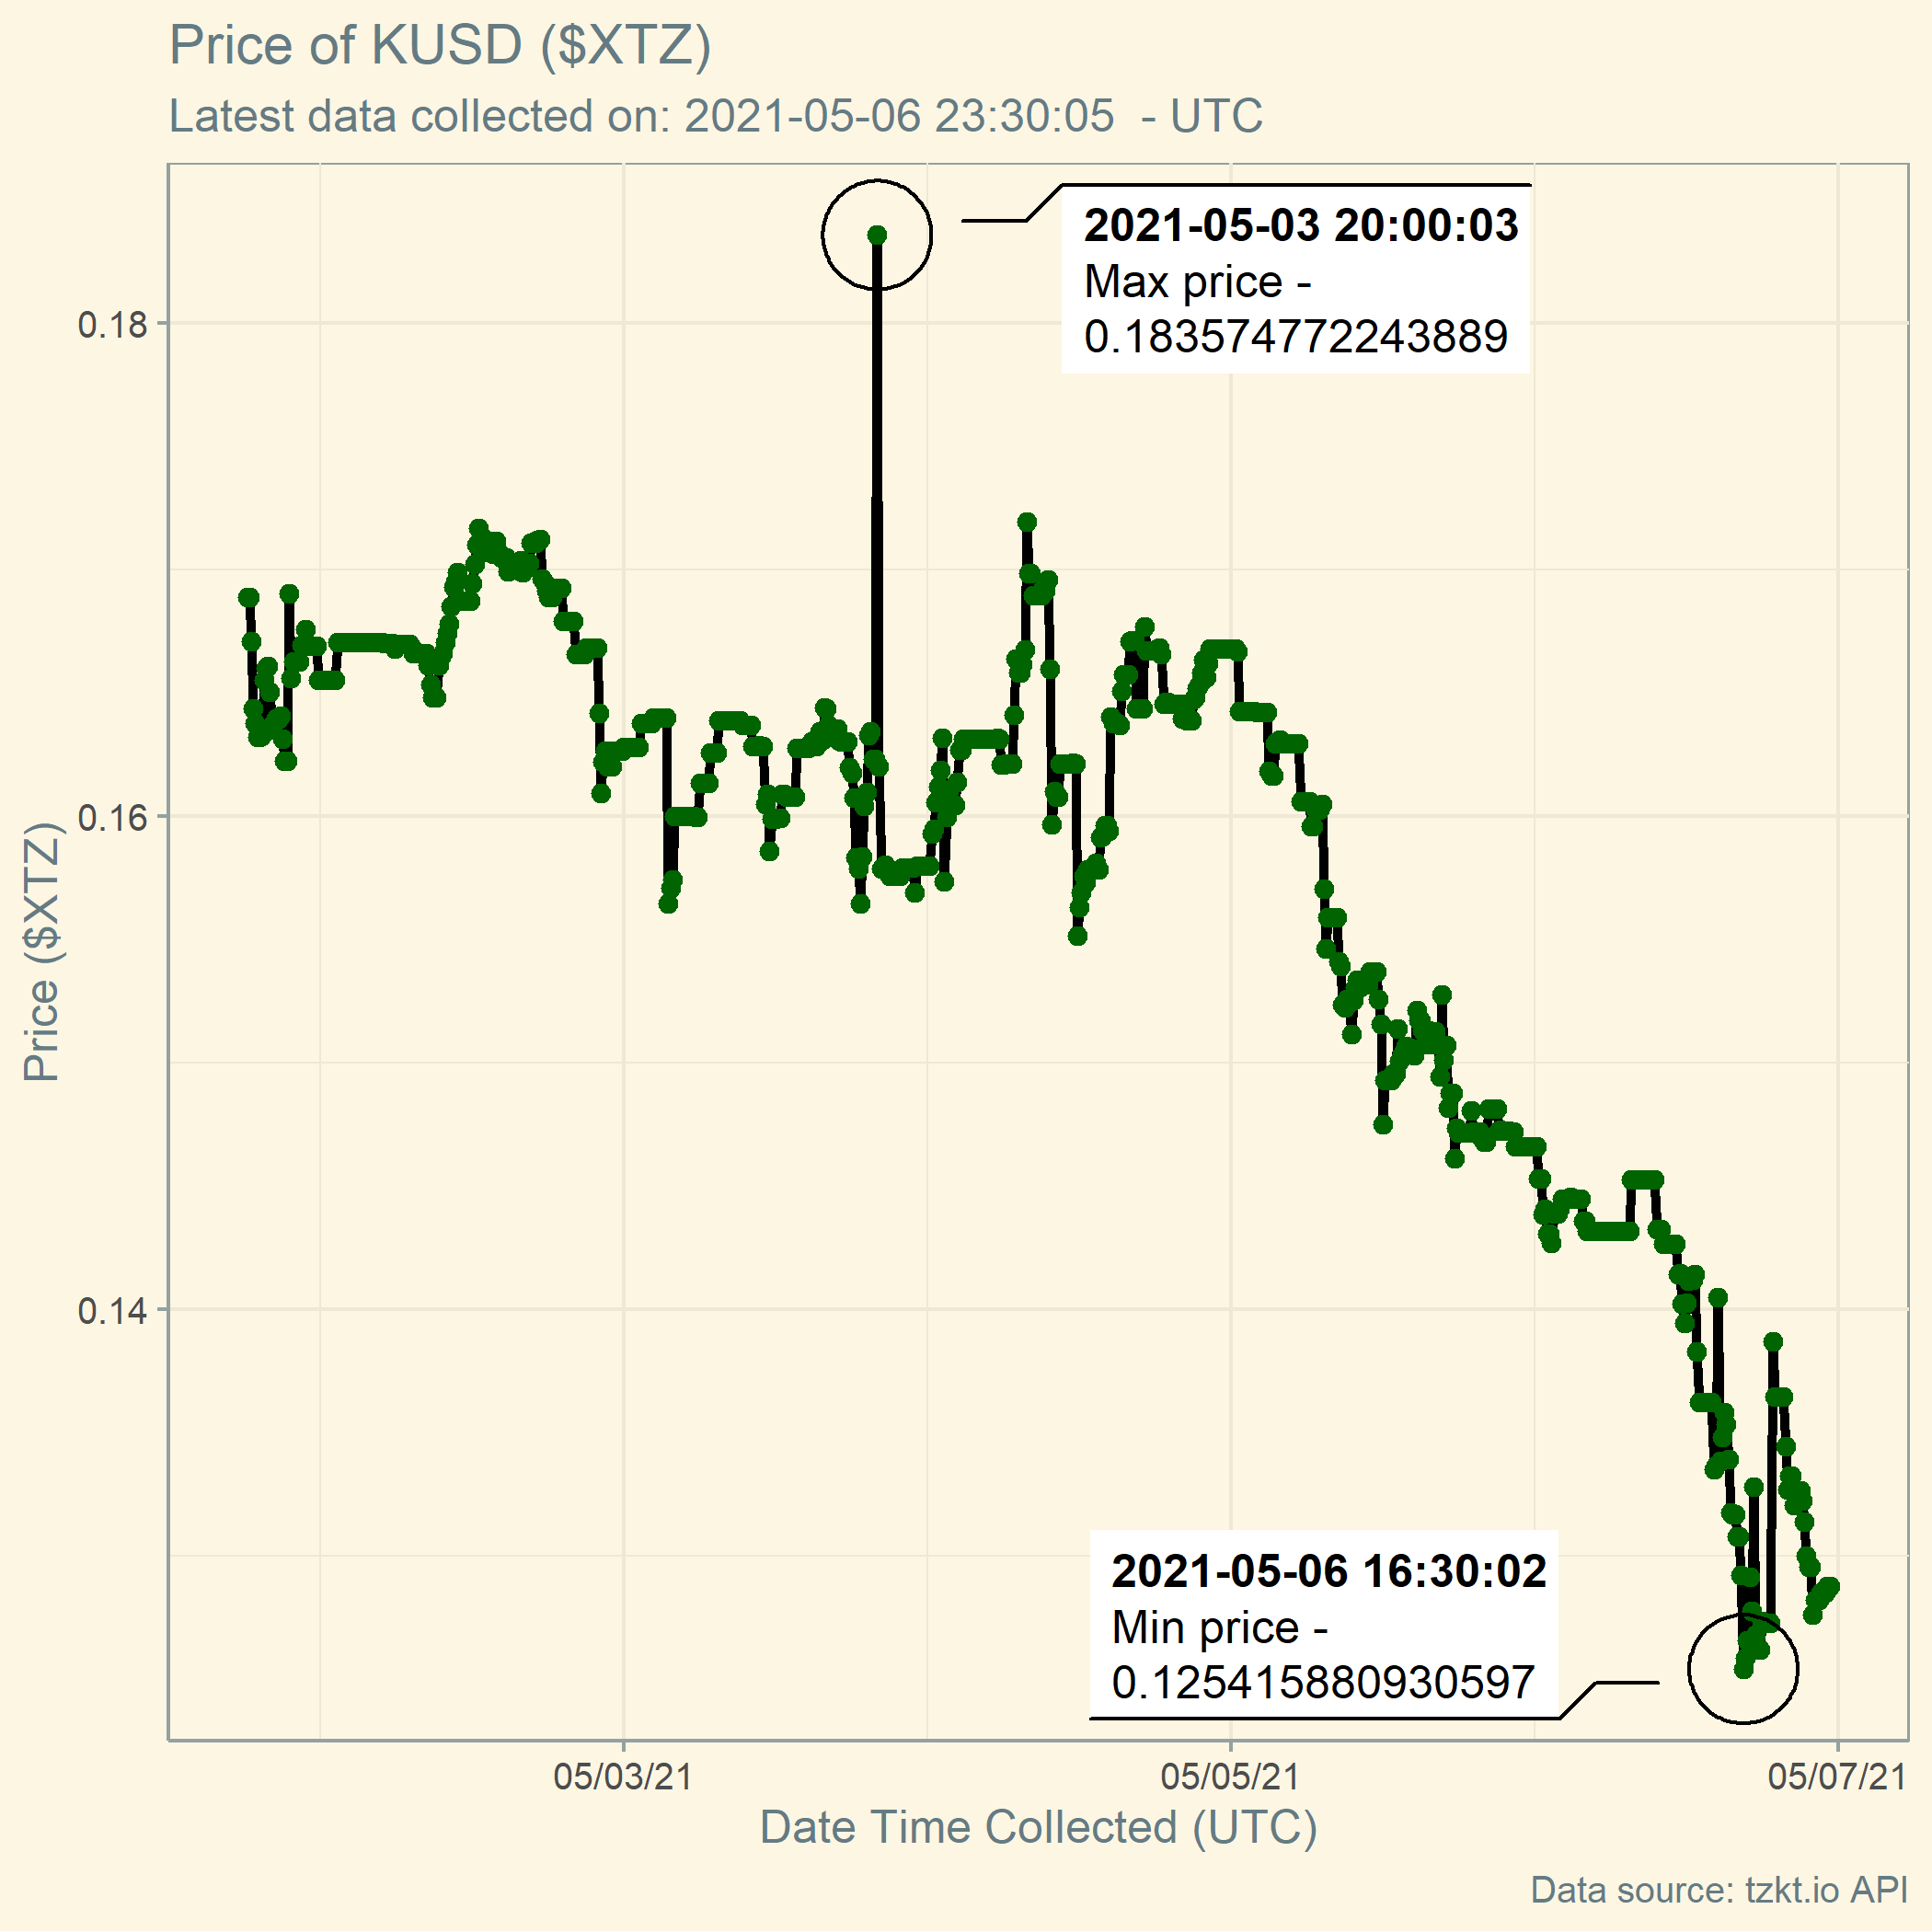 Price of KUSD ($XTZ)
Latest data collected on: 2021-05-06 23:30:05  - UTC
2021-05-03 20:00:03
Max price -
0.183574772243889
0.18
0.16
0.14
Price ($XTZ)
2021-05-06 16:30:02
Min price -
0.125415880930597
05/03/21
05/05/21
05/07/21
Date Time Collected (UTC)
Data source: tzkt.io API